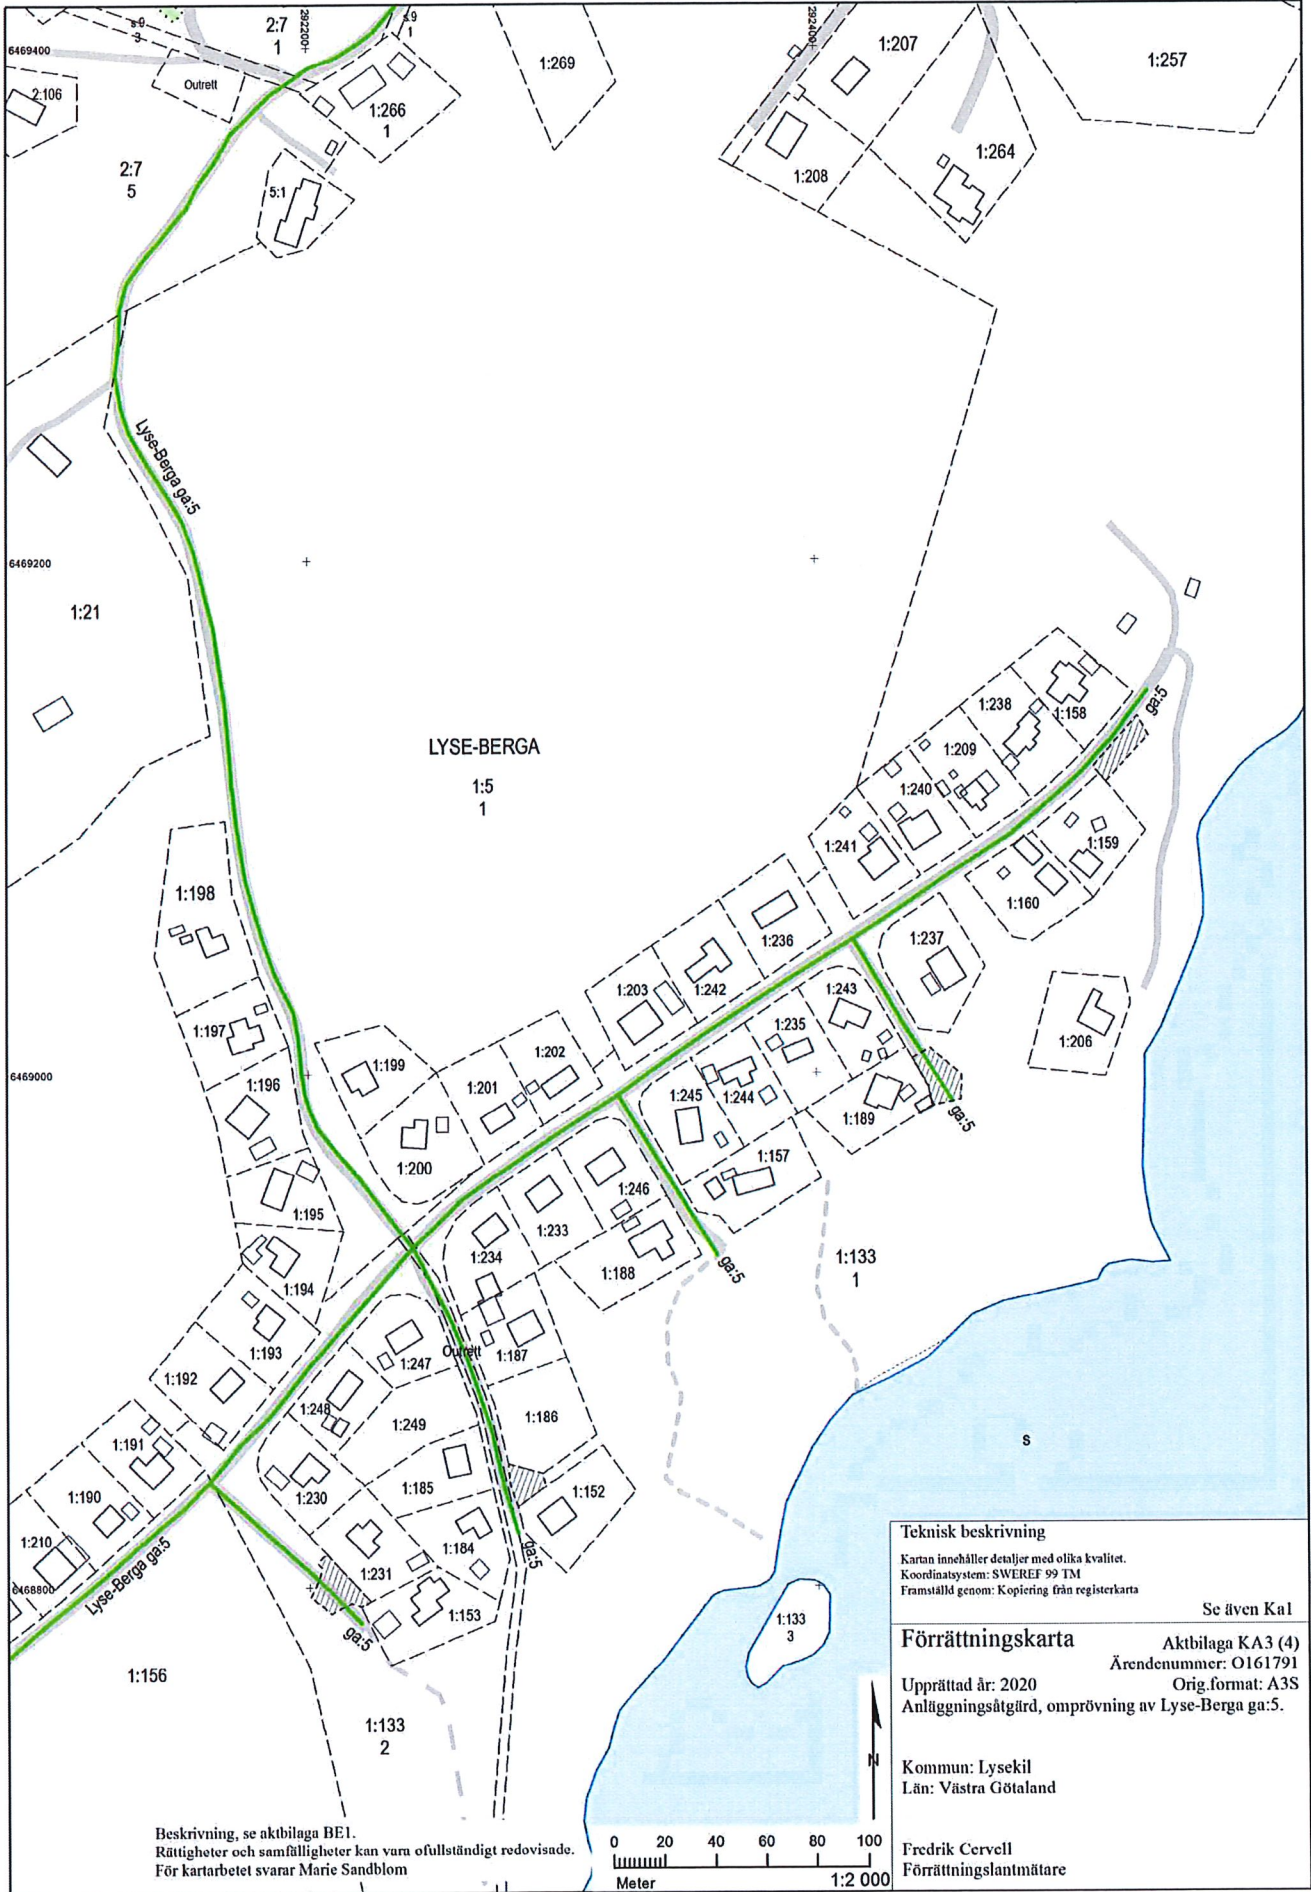 292200
292400
s.9
3
2:7
1
s.9
1
6469400
2:106
Outrett
1:266
1
1:269
1:207
1:257
1:208
1:264
2:7
5
5:1
Lyse-Berga ga:5
6469200
1:21
LYSE-BERGA
1:5
1
1:238
1:158
ga:5
1:209
1:240
1:241
1:159
1:160
1:198
1:236
1:237
1:242
1:203
1:243
1:235
1:206
1:197
1:199
1:202
1:201
6469000
1:196
1:245
1:244
1:189
ga:5
1:200
1:157
1:246
1:195
1:233
1:234
1:188
ga:5
1:133
1
1:194
1:193
1:247
Outrett
1:187
1:192
1:248
1:249
1:186
1:191
1:185
1:152
1:190
1:230
1:184
ga:5
1:210
1:231
6468800
Lyse-Berga ga:5
1:153
ga:5
S
1:156
1:133
2
1:133
3
Teknisk beskrivning
Kartan innehåller detaljer med olika kvalitet.
Koordinatsystem: SWEREF 99 TM
Framställd genom: Kopiering från registerkarta
Se även Ka1
Förrättningskarta
Aktbilaga KA3 (4)
Ärendenummer: O161791
Upprättad år: 2020
Orig.format: A3S
Anläggningsåtgärd, omprövning av Lyse-Berga ga:5.
Kommun: Lysekil
Län: Västra Götaland
Fredrik Cervell
Förrättningslantmätare
N
Beskrivning, se aktbilaga BE1.
Rättigheter och samfälligheter kan vara ofullständigt redovisade.
För kartarbetet svarar Marie Sandblom
0 20 40 60 80 100
Meter
1:2 000